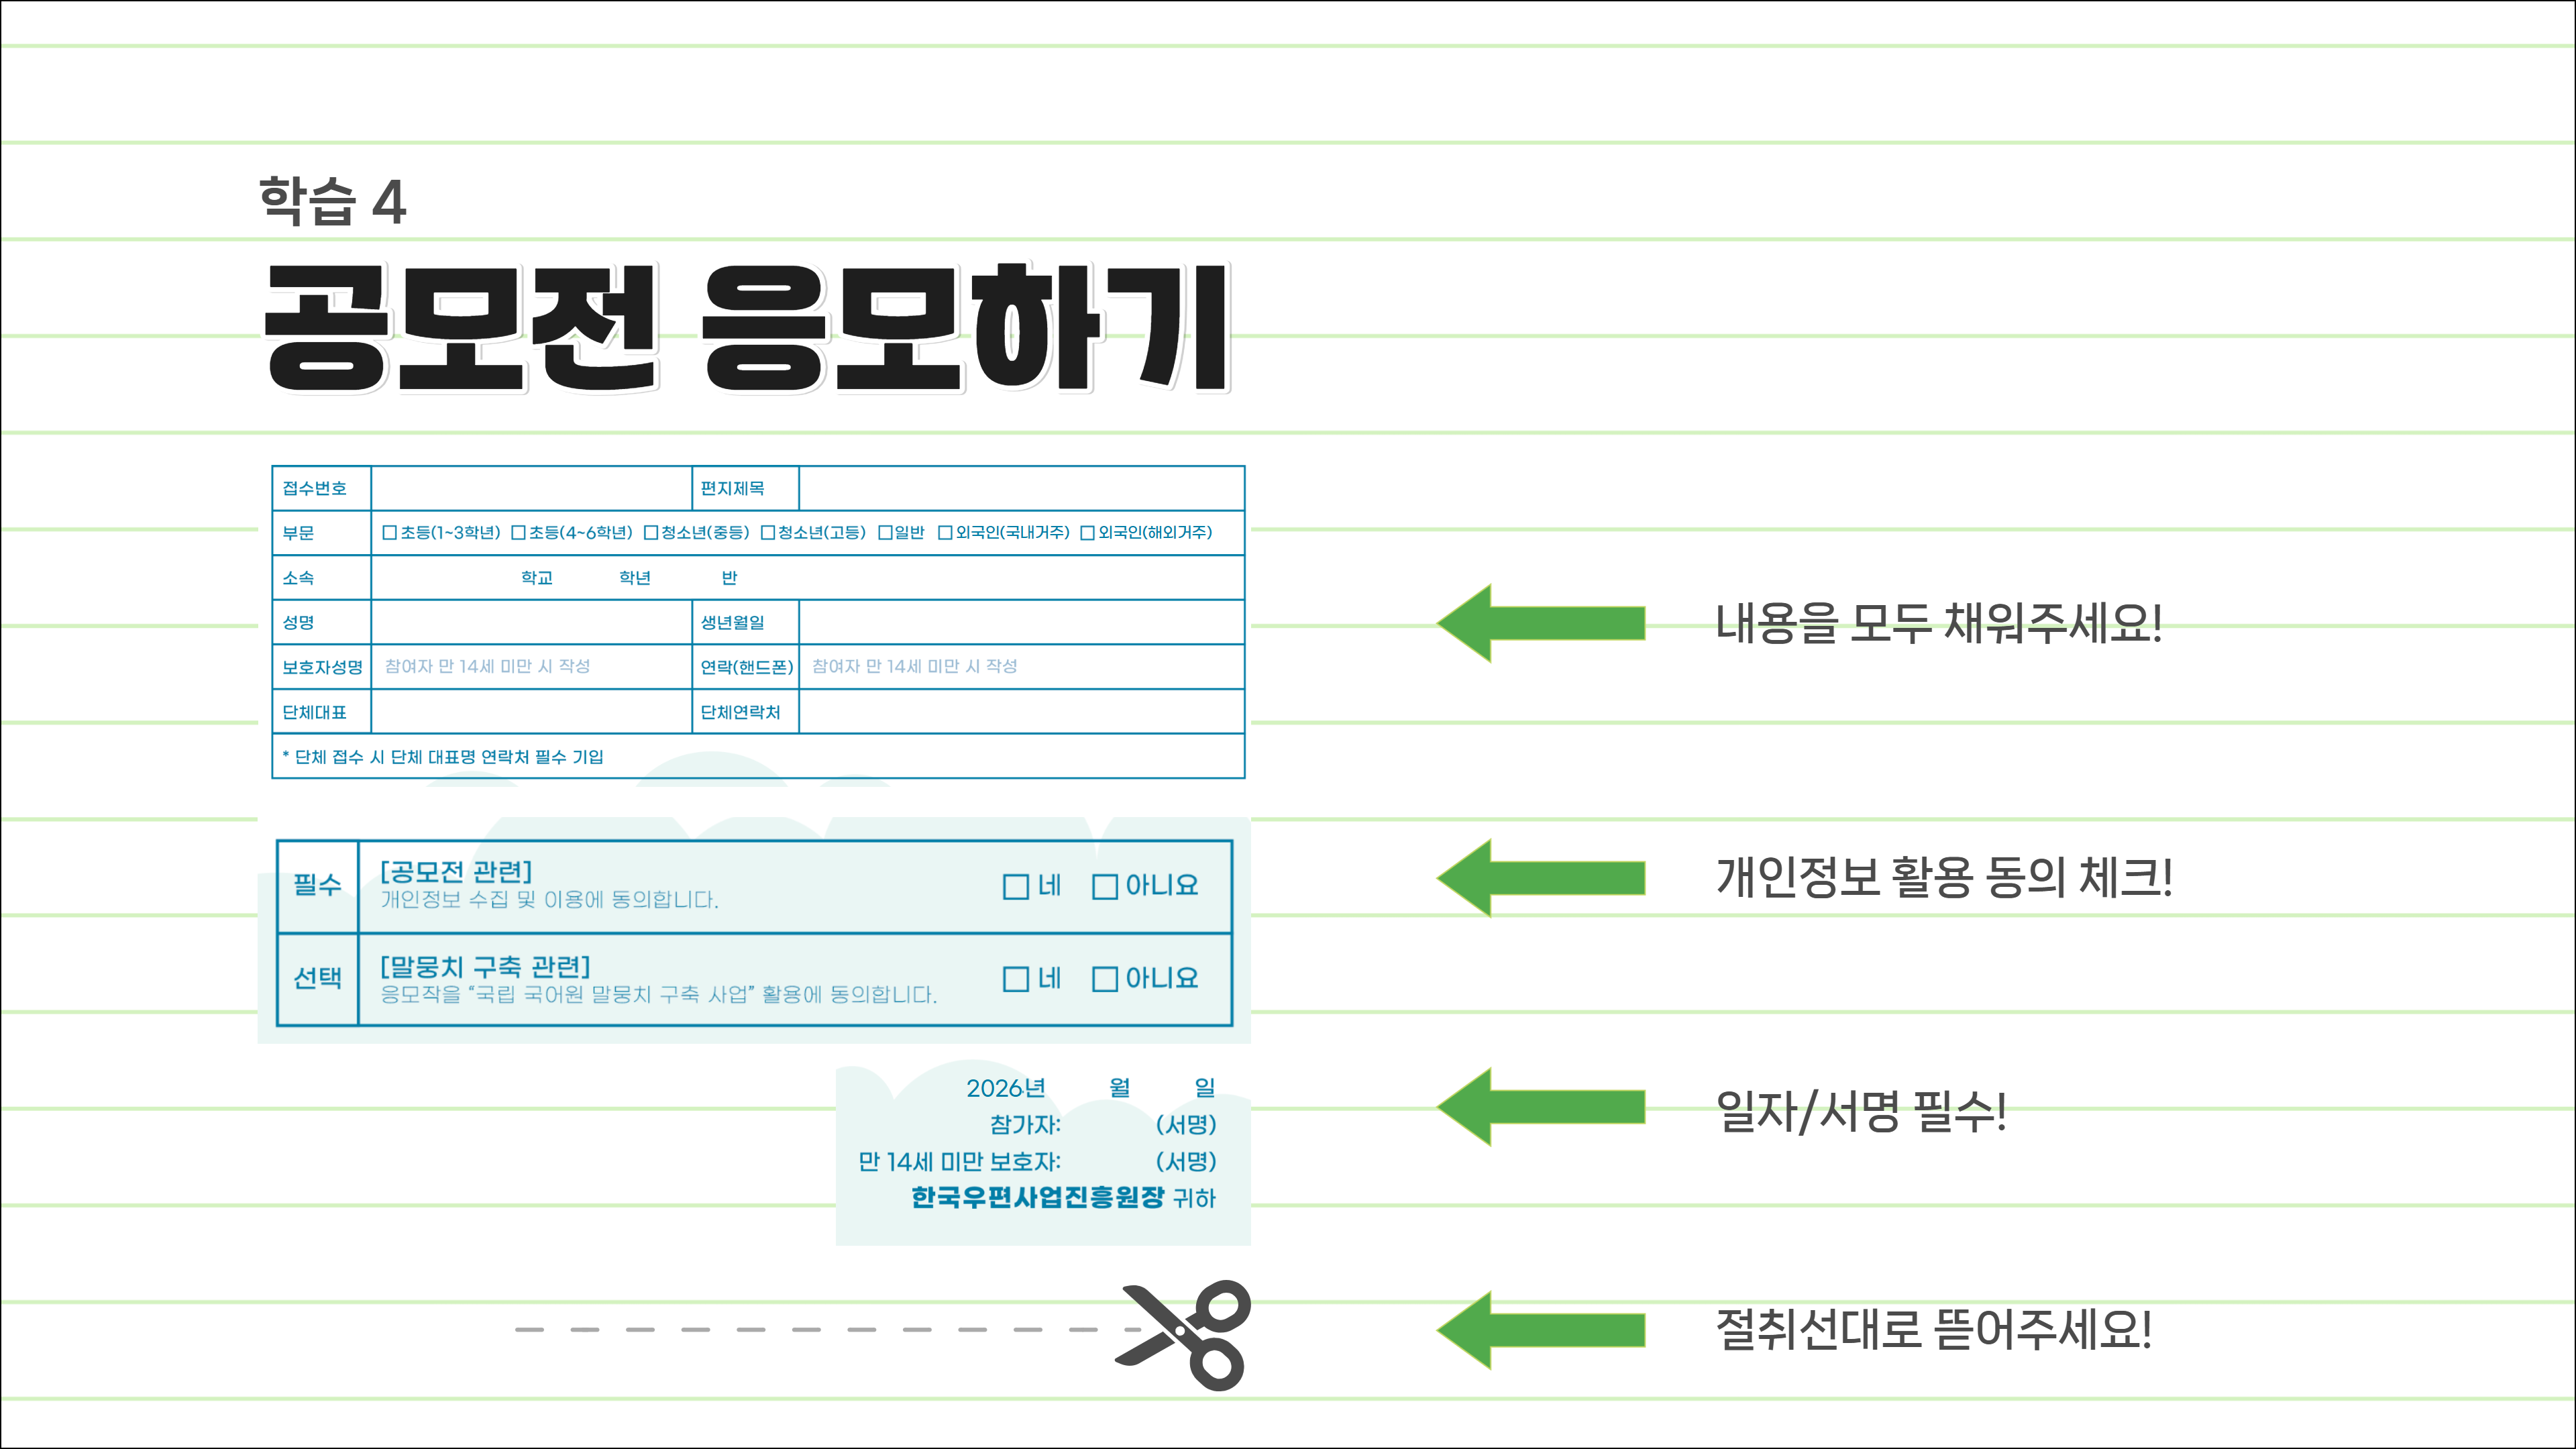 학습 4
공모전 응모하기
접수번호 편지제목
부문 □ 초등(1~3학년) □ 초등(4~6학년) □ 청소년(중등) □ 청소년(고등) □ 일반 □ 외국인(국내거주) □ 외국인(해외거주)
소속 학교 학년 반
성명 생년월일
보호자성명 참여자 만 14세 미만 시 작성 연락(핸드폰) 참여자 만 14세 미만 시 작성
단체대표 단체연락처
* 단체 접수 시 단체 대표명 연락처 필수 기입
내용을 모두 채워주세요!
필수 [공모전 관련] □ 네 □ 아니요
개인정보 수집 및 이용에 동의합니다.
선택 [말뭉치 구축 관련] □ 네 □ 아니요
응모작을 “국립 국어원 말뭉치 구축 사업” 활용에 동의합니다.
개인정보 활용 동의 체크!
2026년 월 일
참가자: (서명)
만 14세 미만 보호자: (서명)
한국우편사업진흥원장 귀하
일자/서명 필수!
절취선대로 뜯어주세요!